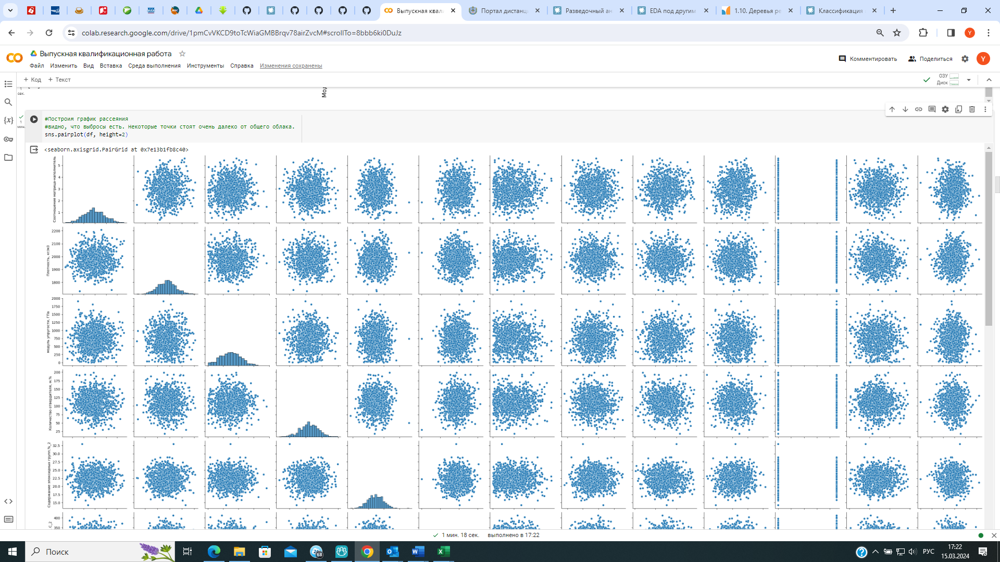 Выпускная квали
Портал дистанц
Разведочный ан
EDA под другим
1.10. Деревья ре
Классификация
colab.research.google.com/drive/1pmCvVKCD9toTcWiaGMBBrqv78airZvcM#scrollTo=8bbb6ki0DuJz
Y
Выпускная квалификационная работа
Файл Изменить Вид Вставка Среда выполнения Инструменты Справка Изменения сохранены
Комментировать Поделиться Y
+ Код + Текст
ОЗУ
Диск
сек.
Мод
1
мин.
#Построим график рассеяния
#видно, что выбросы есть. Некоторые точки стоят очень далеко от общего облака.
sns.pairplot(df, height=2)
<seaborn.axisgrid.PairGrid at 0x7e13b1fb8c40>
Соотношение матрица-наполнитель
5
4
3
2
1
Плотность, кг/м3
2200
2100
2000
1900
1800
модуль упругости, ГПа
2000
1750
1500
1250
1000
750
500
250
0
Количество отвердителя, м.%
200
175
150
125
100
75
50
25
Содержание эпоксидных групп,%_2
32.5
30.0
27.5
25.0
22.5
20.0
17.5
15.0
С_2
400
350
1 мин. 18 сек. выполнено в 17:22
Поиск
68
РУС
17:22
15.03.2024